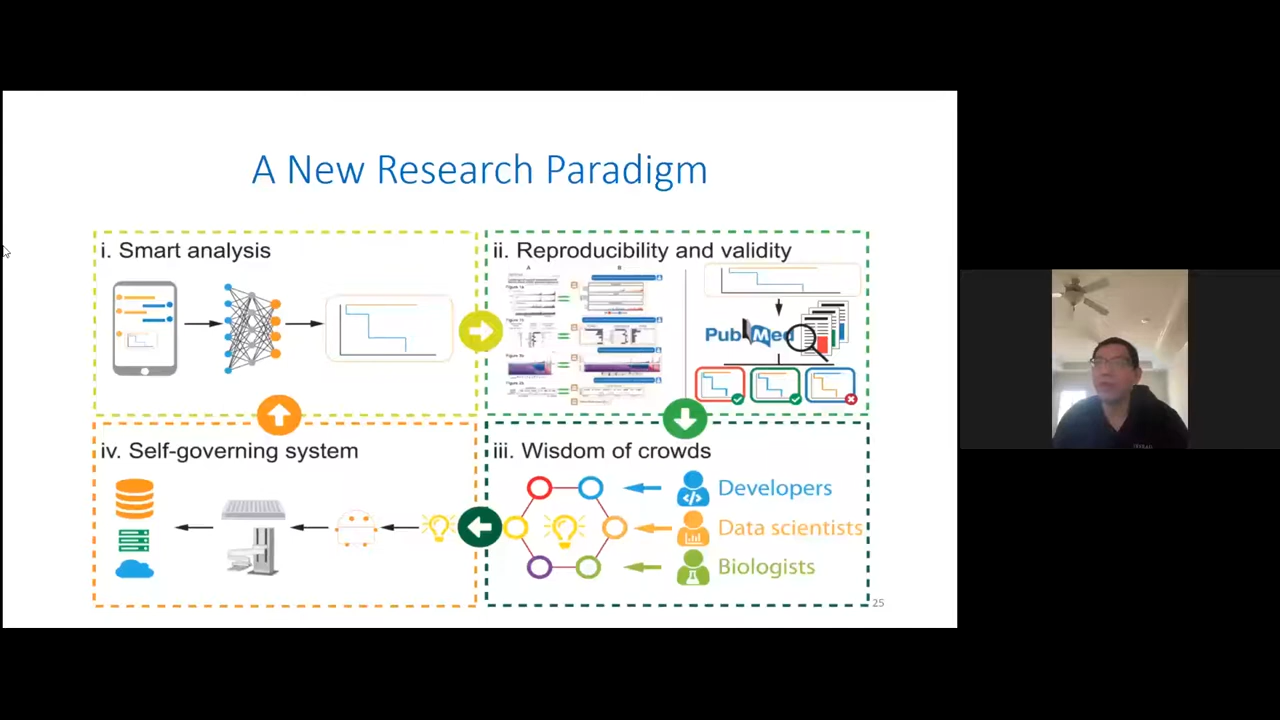 A New Research Paradigm
i. Smart analysis
ii. Reproducibility and validity
A
B
PubMed
iv. Self-governing system
iii. Wisdom of crowds
Developers
Data scientists
Biologists
25